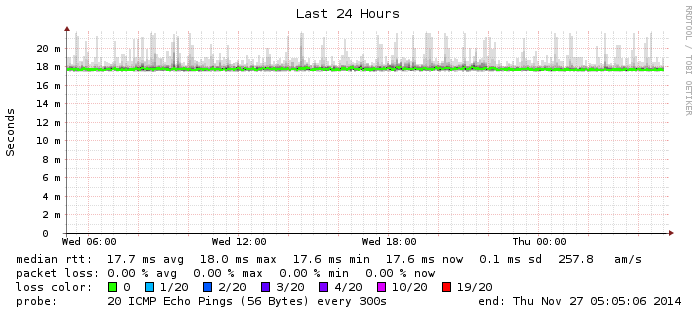 Last 24 Hours
RRDTOOL / TOBI OETIKER
Seconds
20 m
18 m
16 m
14 m
12 m
10 m
8 m
6 m
4 m
2 m
0
Wed 06:00 Wed 12:00 Wed 18:00 Thu 00:00
median rtt: 17.7 ms avg 18.0 ms max 17.6 ms min 17.6 ms now 0.1 ms sd 257.8 am/s
packet loss: 0.00 % avg 0.00 % max 0.00 % min 0.00 % now
loss color: 0 1/20 2/20 3/20 4/20 10/20 19/20
probe: 20 ICMP Echo Pings (56 Bytes) every 300s end: Thu Nov 27 05:05:06 2014